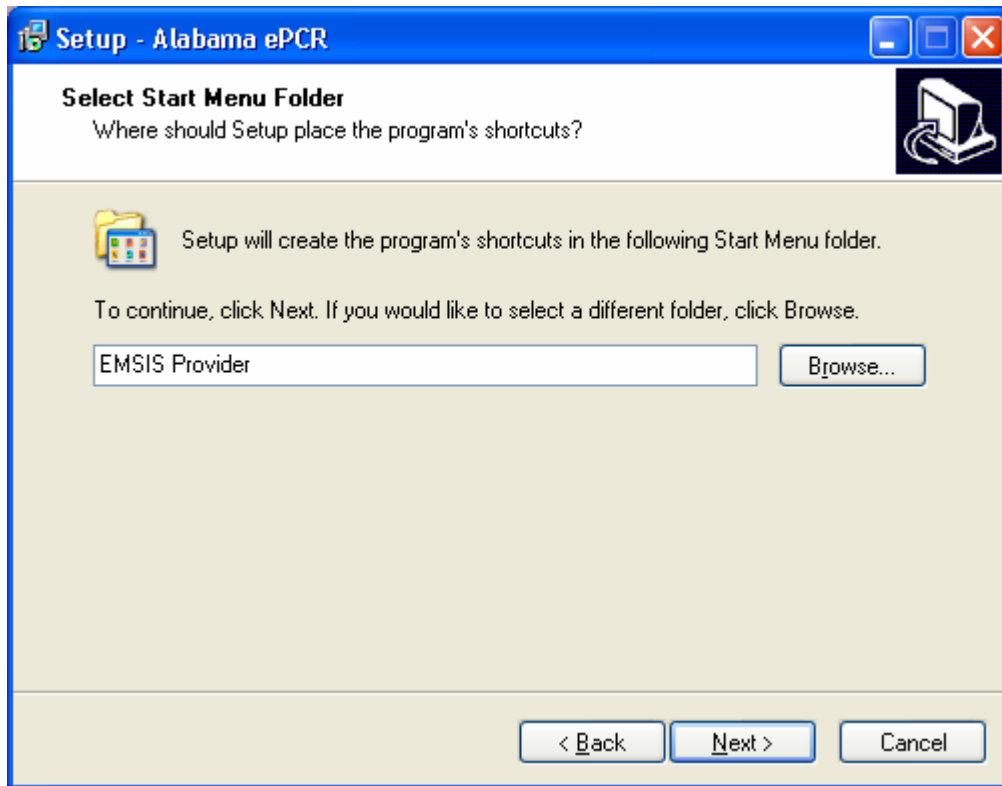 Setup - Alabama ePCR
Select Start Menu Folder
Where should Setup place the program's shortcuts?
Setup will create the program's shortcuts in the following Start Menu folder.
To continue, click Next. If you would like to select a different folder, click Browse.
EMSIS Provider
Browse...
< Back
Next >
Cancel